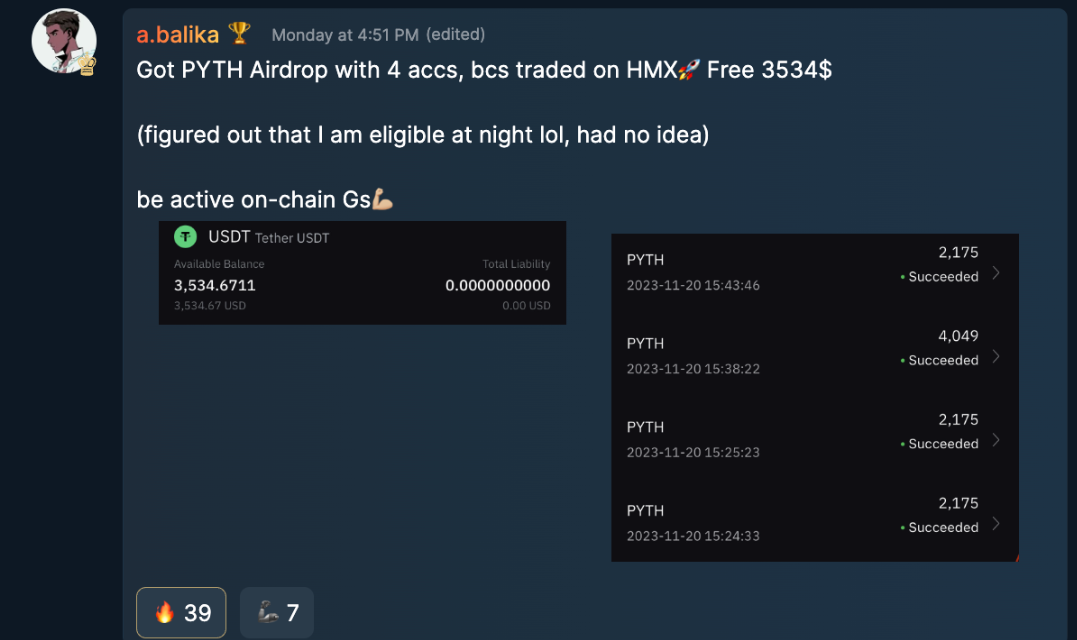 a.balika 🏆 Monday at 4:51 PM (edited)
Got PYTH Airdrop with 4 accs, bcs traded on HMX🚀 Free 3534$
(figured out that I am eligible at night lol, had no idea)
be active on-chain Gs💪🏼
USDT Tether USDT
Available Balance Total Liability
3,534.6711 0.0000000000
3,534.67 USD 0.00 USD
PYTH 2,175
2023-11-20 15:43:46 • Succeeded
PYTH 4,049
2023-11-20 15:38:22 • Succeeded
PYTH 2,175
2023-11-20 15:25:23 • Succeeded
PYTH 2,175
2023-11-20 15:24:33 • Succeeded
🔥 39 🦾 7